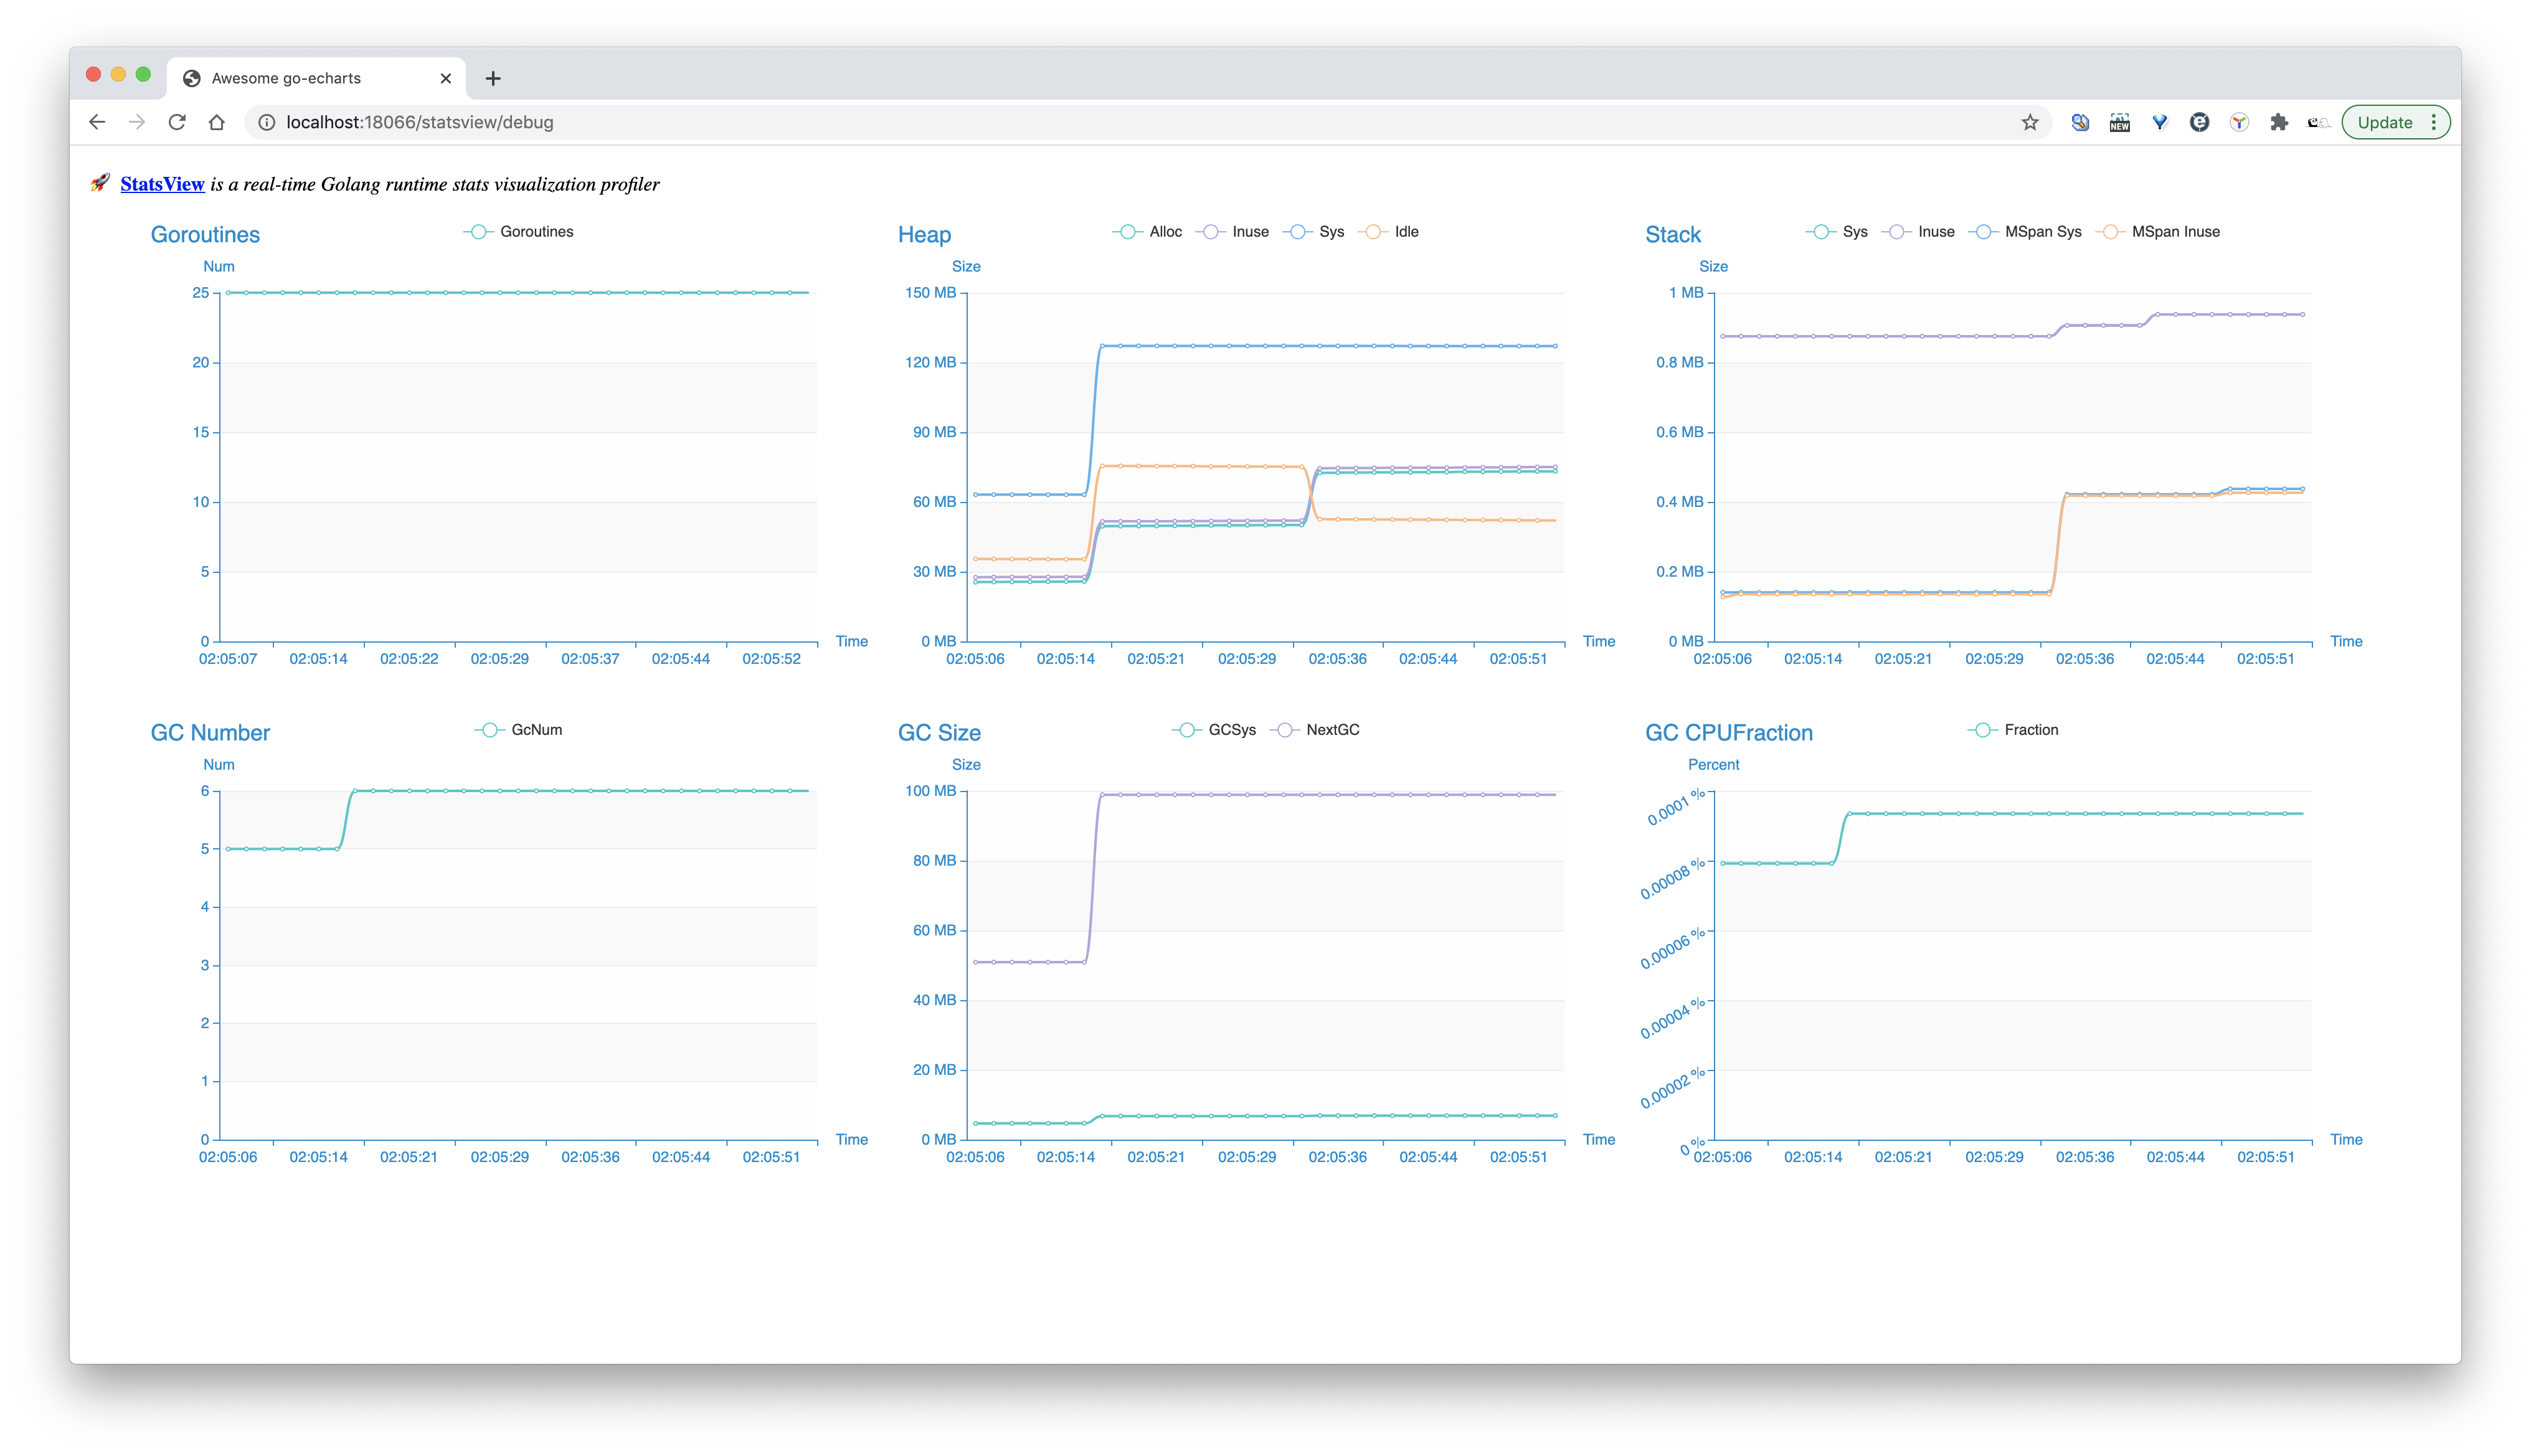 Awesome go-echarts
localhost:18066/statsview/debug
NEW
Update
🚀 StatsView is a real-time Golang runtime stats visualization profiler
Goroutines
Goroutines
Num
25
20
15
10
5
0
Time
02:05:07 02:05:14 02:05:22 02:05:29 02:05:37 02:05:44 02:05:52
Heap
Alloc Inuse Sys Idle
Size
150 MB
120 MB
90 MB
60 MB
30 MB
0 MB
Time
02:05:06 02:05:14 02:05:21 02:05:29 02:05:36 02:05:44 02:05:51
Stack
Sys Inuse MSpan Sys MSpan Inuse
Size
1 MB
0.8 MB
0.6 MB
0.4 MB
0.2 MB
0 MB
Time
02:05:06 02:05:14 02:05:21 02:05:29 02:05:36 02:05:44 02:05:51
GC Number
GcNum
Num
6
5
4
3
2
1
0
Time
02:05:06 02:05:14 02:05:21 02:05:29 02:05:36 02:05:44 02:05:51
GC Size
GCSys NextGC
Size
100 MB
80 MB
60 MB
40 MB
20 MB
0 MB
Time
02:05:06 02:05:14 02:05:21 02:05:29 02:05:36 02:05:44 02:05:51
GC CPUFraction
Fraction
Percent
0.0001 %
0.00008 %
0.00006 %
0.00004 %
0.00002 %
0 %
Time
02:05:06 02:05:14 02:05:21 02:05:29 02:05:36 02:05:44 02:05:51